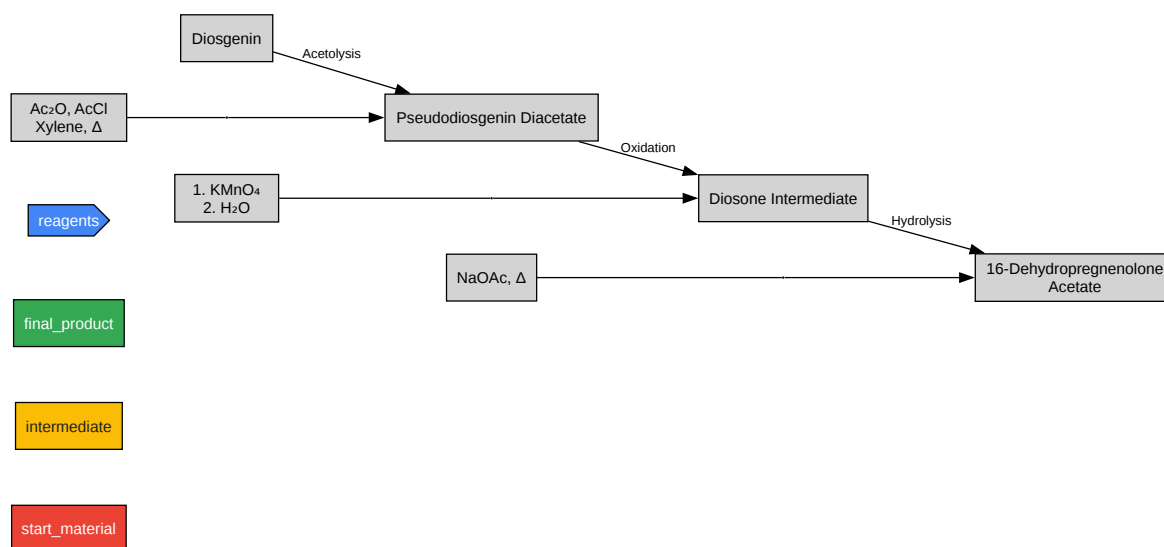 Diosgenin
Acetolysis
Ac₂O, AcCl
Xylene, Δ
Pseudodiosgenin Diacetate
Oxidation
1. KMnO₄
2. H₂O
Diosone Intermediate
reagents
Hydrolysis
NaOAc, Δ
16-Dehydropregnenolone
Acetate
final_product
intermediate
start_material